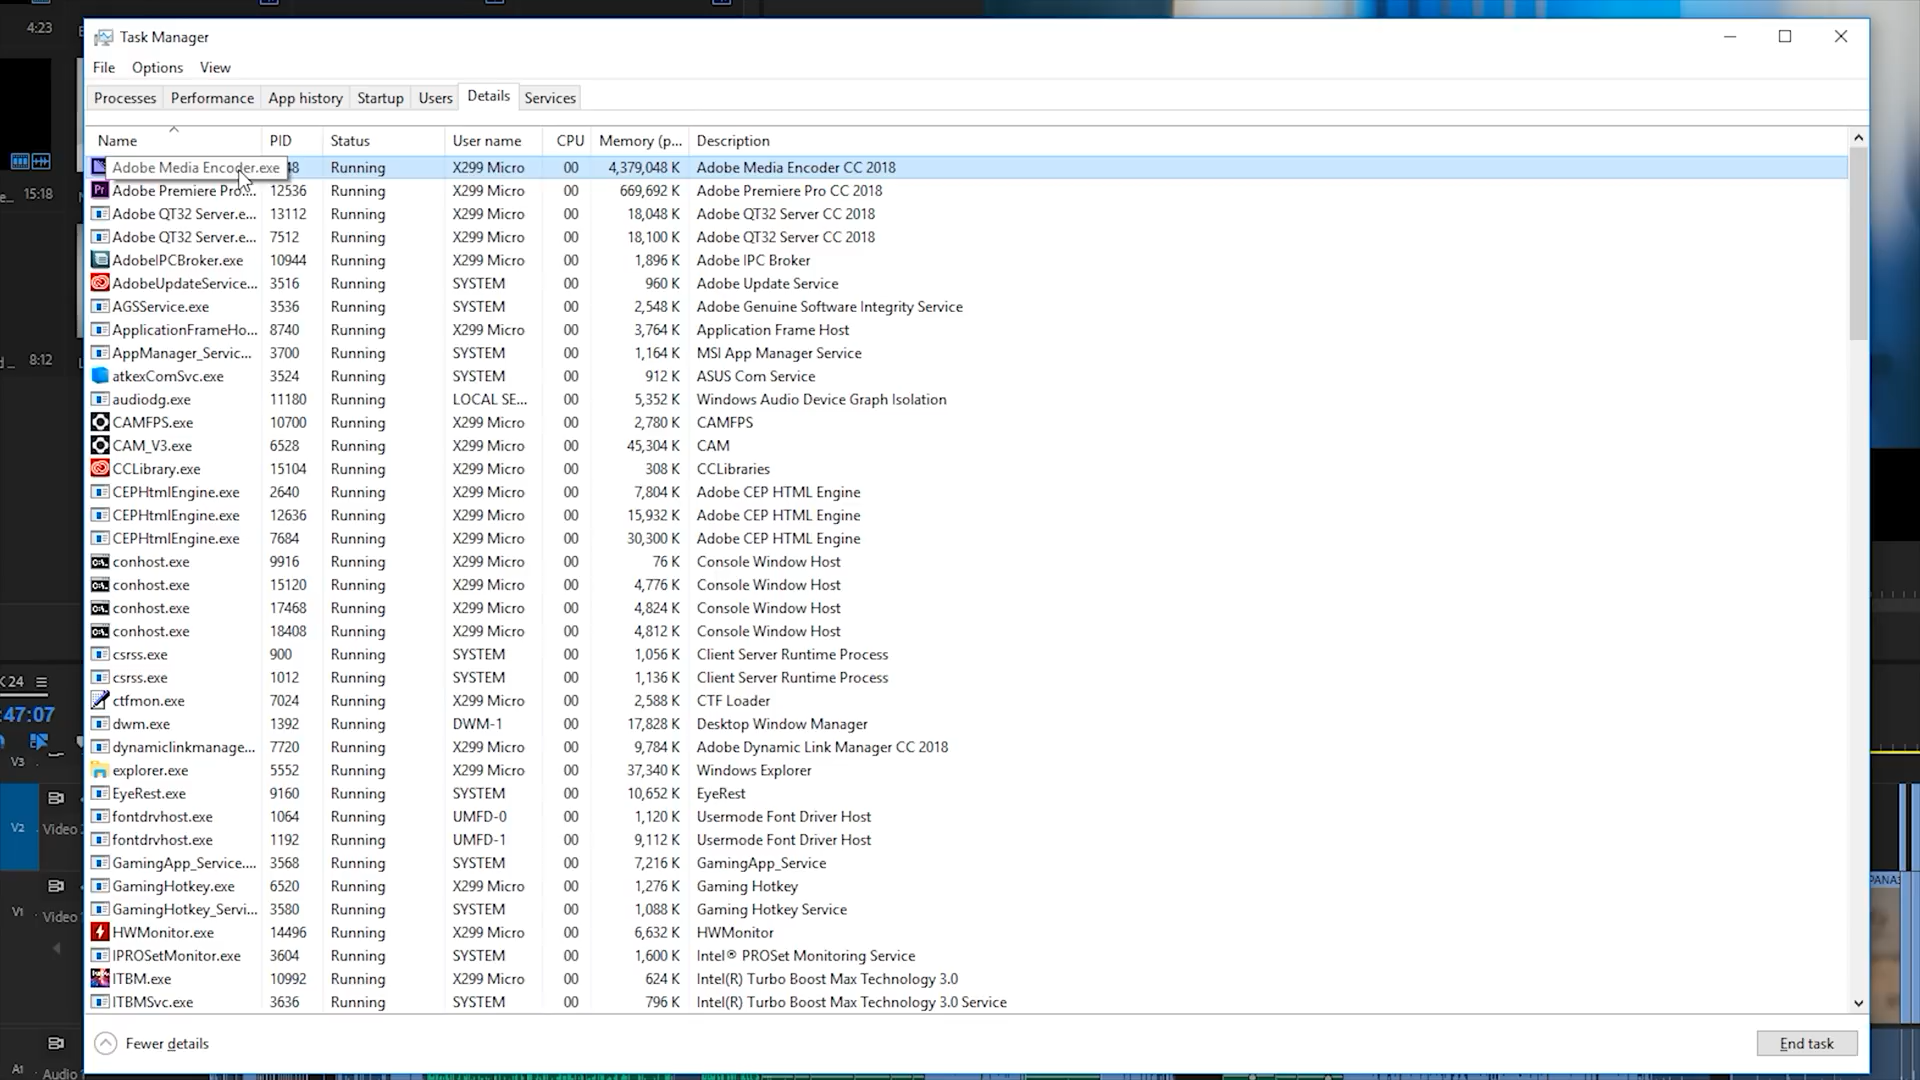 4:23
Task Manager
File Options View
Processes Performance App history Startup Users Details Services
Name PID Status User name CPU Memory (p... Description
Adobe Media Encoder.exe 48 Running X299 Micro 00 4,379,048 K Adobe Media Encoder CC 2018
Adobe Premiere Pro.... 12536 Running X299 Micro 00 669,692 K Adobe Premiere Pro CC 2018
15:18
Adobe QT32 Server.e... 13112 Running X299 Micro 00 18,048 K Adobe QT32 Server CC 2018
Adobe QT32 Server.e... 7512 Running X299 Micro 00 18,100 K Adobe QT32 Server CC 2018
AdobeIPCBroker.exe 10944 Running X299 Micro 00 1,896 K Adobe IPC Broker
AdobeUpdateService... 3516 Running SYSTEM 00 960 K Adobe Update Service
AGSService.exe 3536 Running SYSTEM 00 2,548 K Adobe Genuine Software Integrity Service
ApplicationFrameHo... 8740 Running X299 Micro 00 3,764 K Application Frame Host
AppManager_Servic... 3700 Running SYSTEM 00 1,164 K MSI App Manager Service
8:12
atkexComSvc.exe 3524 Running SYSTEM 00 912 K ASUS Com Service
audiodg.exe 11180 Running LOCAL SE... 00 5,352 K Windows Audio Device Graph Isolation
CAMFPS.exe 10700 Running X299 Micro 00 2,780 K CAMFPS
CAM_V3.exe 6528 Running X299 Micro 00 45,304 K CAM
CCLibrary.exe 15104 Running X299 Micro 00 308 K CCLibraries
CEPHtmlEngine.exe 2640 Running X299 Micro 00 7,804 K Adobe CEP HTML Engine
CEPHtmlEngine.exe 12636 Running X299 Micro 00 15,932 K Adobe CEP HTML Engine
CEPHtmlEngine.exe 7684 Running X299 Micro 00 30,300 K Adobe CEP HTML Engine
conhost.exe 9916 Running X299 Micro 00 76 K Console Window Host
conhost.exe 15120 Running X299 Micro 00 4,776 K Console Window Host
conhost.exe 17468 Running X299 Micro 00 4,824 K Console Window Host
conhost.exe 18408 Running X299 Micro 00 4,812 K Console Window Host
csrss.exe 900 Running SYSTEM 00 1,056 K Client Server Runtime Process
csrss.exe 1012 Running SYSTEM 00 1,136 K Client Server Runtime Process
24
ctfmon.exe 7024 Running X299 Micro 00 2,588 K CTF Loader
:47:07
dwm.exe 1392 Running DWM-1 00 17,828 K Desktop Window Manager
dynamiclinkmanage... 7720 Running X299 Micro 00 9,784 K Adobe Dynamic Link Manager CC 2018
V3
explorer.exe 5552 Running X299 Micro 00 37,340 K Windows Explorer
EyeRest.exe 9160 Running SYSTEM 00 10,652 K EyeRest
fontdrvhost.exe 1064 Running UMFD-0 00 1,120 K Usermode Font Driver Host
V2 Video
fontdrvhost.exe 1192 Running UMFD-1 00 9,112 K Usermode Font Driver Host
GamingApp_Service.... 3568 Running SYSTEM 00 7,216 K GamingApp_Service
GamingHotkey.exe 6520 Running X299 Micro 00 1,276 K Gaming Hotkey
PANA
GamingHotkey_Servi... 3580 Running SYSTEM 00 1,088 K Gaming Hotkey Service
V1 Video
HWMonitor.exe 14496 Running X299 Micro 00 6,632 K HWMonitor
IPROSetMonitor.exe 3604 Running SYSTEM 00 1,600 K Intel® PROSet Monitoring Service
ITBM.exe 10992 Running X299 Micro 00 624 K Intel(R) Turbo Boost Max Technology 3.0
ITBMSvc.exe 3636 Running SYSTEM 00 796 K Intel(R) Turbo Boost Max Technology 3.0 Service
Fewer details End task
A1 Audio